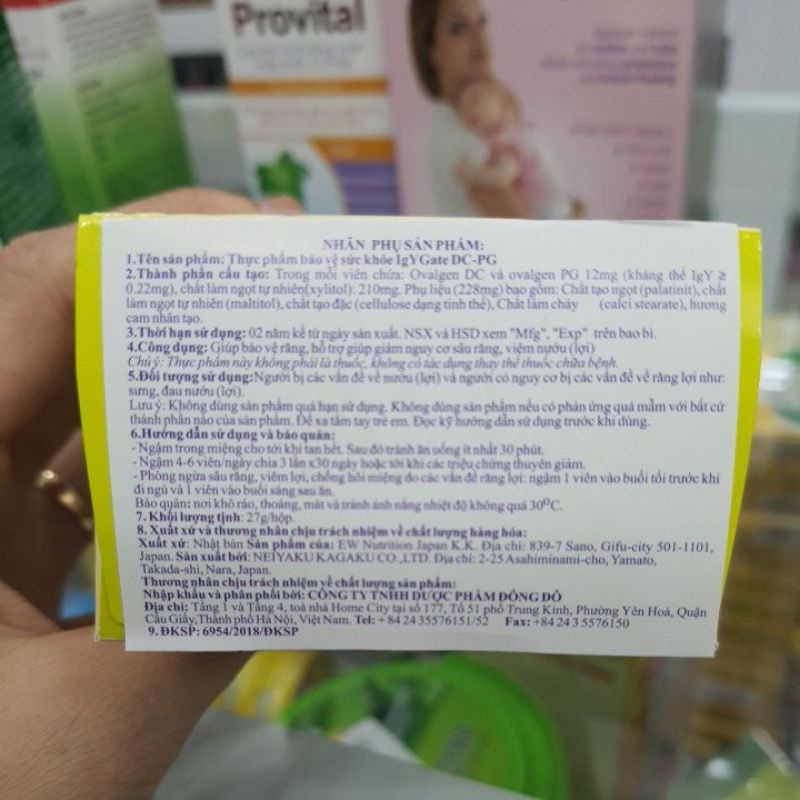 Provital
NHÃN PHỤ SẢN PHẨM:
1.Tên sản phẩm: Thực phẩm bảo vệ sức khỏe IgYGate DC-PG
2.Thành phần cấu tạo: Trong mỗi viên chứa: Ovalgen DC và ovalgen PG 12mg (kháng thể IgY ≥
0.22mg), chất làm ngọt tự nhiên(xylitol): 210mg. Phụ liệu (228mg) bao gồm: Chất tạo ngọt (palatinit), chất
làm ngọt tự nhiên (maltitol), chất tạo đặc (cellulose dạng tinh thể), Chất làm chảy (calci stearate), hương
cam nhân tạo.
3.Thời hạn sử dụng: 02 năm kể từ ngày sản xuất. NSX và HSD xem "Mfg", "Exp" trên bao bì.
4.Công dụng: Giúp bảo vệ răng, hỗ trợ giúp giảm nguy cơ sâu răng, viêm nướu (lợi)
Chú ý: Thực phẩm này không phải là thuốc, không có tác dụng thay thế thuốc chữa bệnh.
5.Đối tượng sử dụng:Người bị các vấn đề về nướu (lợi) và người có nguy cơ bị các vấn đề về răng lợi như:
sưng, đau nướu (lợi).
Lưu ý: Không dùng sản phẩm quá hạn sử dụng. Không dùng sản phẩm nếu có phản ứng quá mẫm với bất cứ
thành phần nào của sản phẩm. Để xa tầm tay trẻ em. Đọc kỹ hướng dẫn sử dụng trước khi dùng.
6.Hướng dẫn sử dụng và bảo quản:
- Ngậm trong miệng cho tới khi tan hết. Sau đó tránh ăn uống ít nhất 30 phút.
- Ngậm 4-6 viên/ngày chia 3 lần x30 ngày hoặc tới khi các triệu chứng thuyên giảm.
- Phòng ngừa sâu răng, viêm lợi, chống hôi miệng do các vấn đề răng lợi: ngậm 1 viên vào buổi tối trước khi
đi ngủ và 1 viên vào buổi sáng sau ăn.
Bảo quản: nơi khô ráo, thoáng, mát và tránh ánh nắng nhiệt độ không quá 30⁰C.
7. Khối lượng tịnh: 27g/hộp.
8. Xuất xứ và thương nhân chịu trách nhiệm về chất lượng hàng hóa:
Xuất xứ: Nhật bản Sản phẩm của: EW Nutrition Japan K.K. Địa chỉ: 839-7 Sano, Gifu-city 501-1101,
Japan. Sản xuất bởi: NEIYAKU KAGAKU CO.,LTD. Địa chỉ: 2-25 Asahiminami-cho, Yamato,
Takada-shi, Nara, Japan.
Thương nhân chịu trách nhiệm về chất lượng sản phẩm:
Nhập khẩu và phân phối bởi: CÔNG TY TNHH DƯỢC PHẨM ĐÔNG ĐÔ
Địa chỉ: Tầng 1 và Tầng 4, toà nhà Home City tại số 177, Tổ 51 phố Trung Kính, Phường Yên Hoà, Quận
Cầu Giấy,Thành phố Hà Nội, Việt Nam. Tel: + 84 24 35576151/52 Fax: +84 24 3 5576150
9. ĐKSP: 6954/2018/ĐKSP